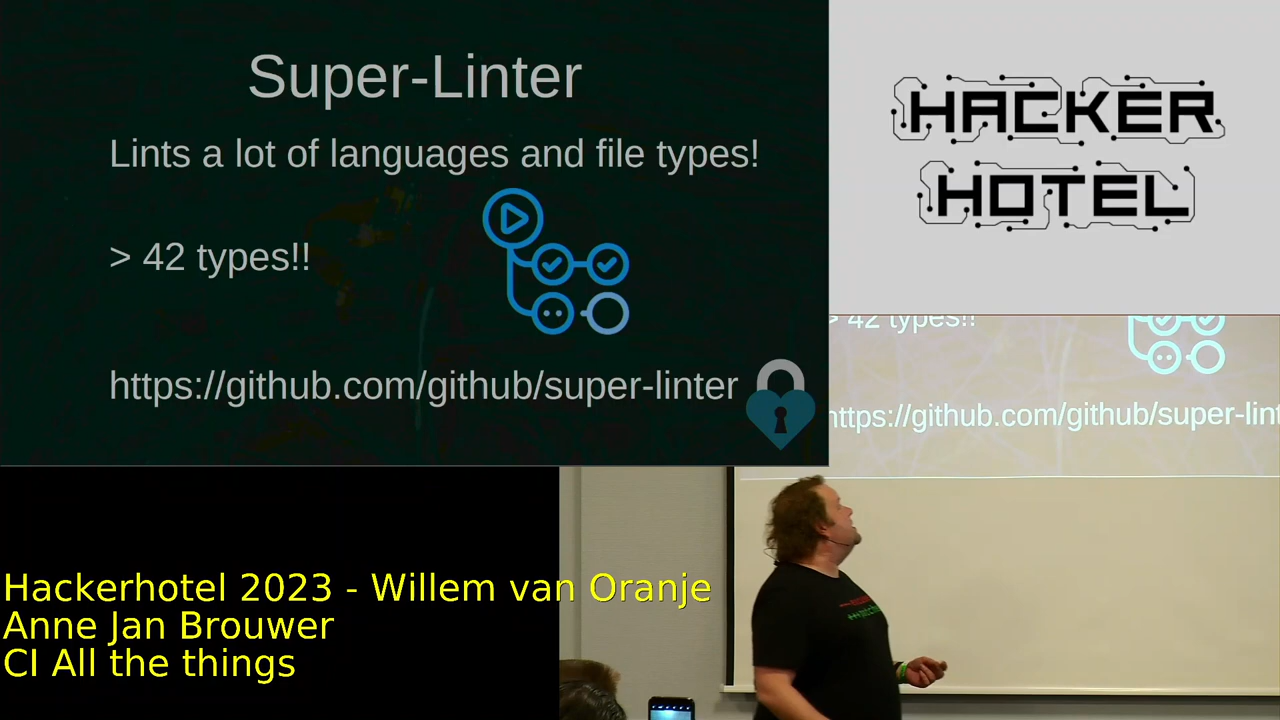 Super-Linter
Lints a lot of languages and file types!
> 42 types!!
https://github.com/github/super-linter
HACKER
HOTEL
> 42 types!!
https://github.com/github/super-lin
Hackerhotel 2023 - Willem van Oranje
Anne Jan Brouwer
CI All the things